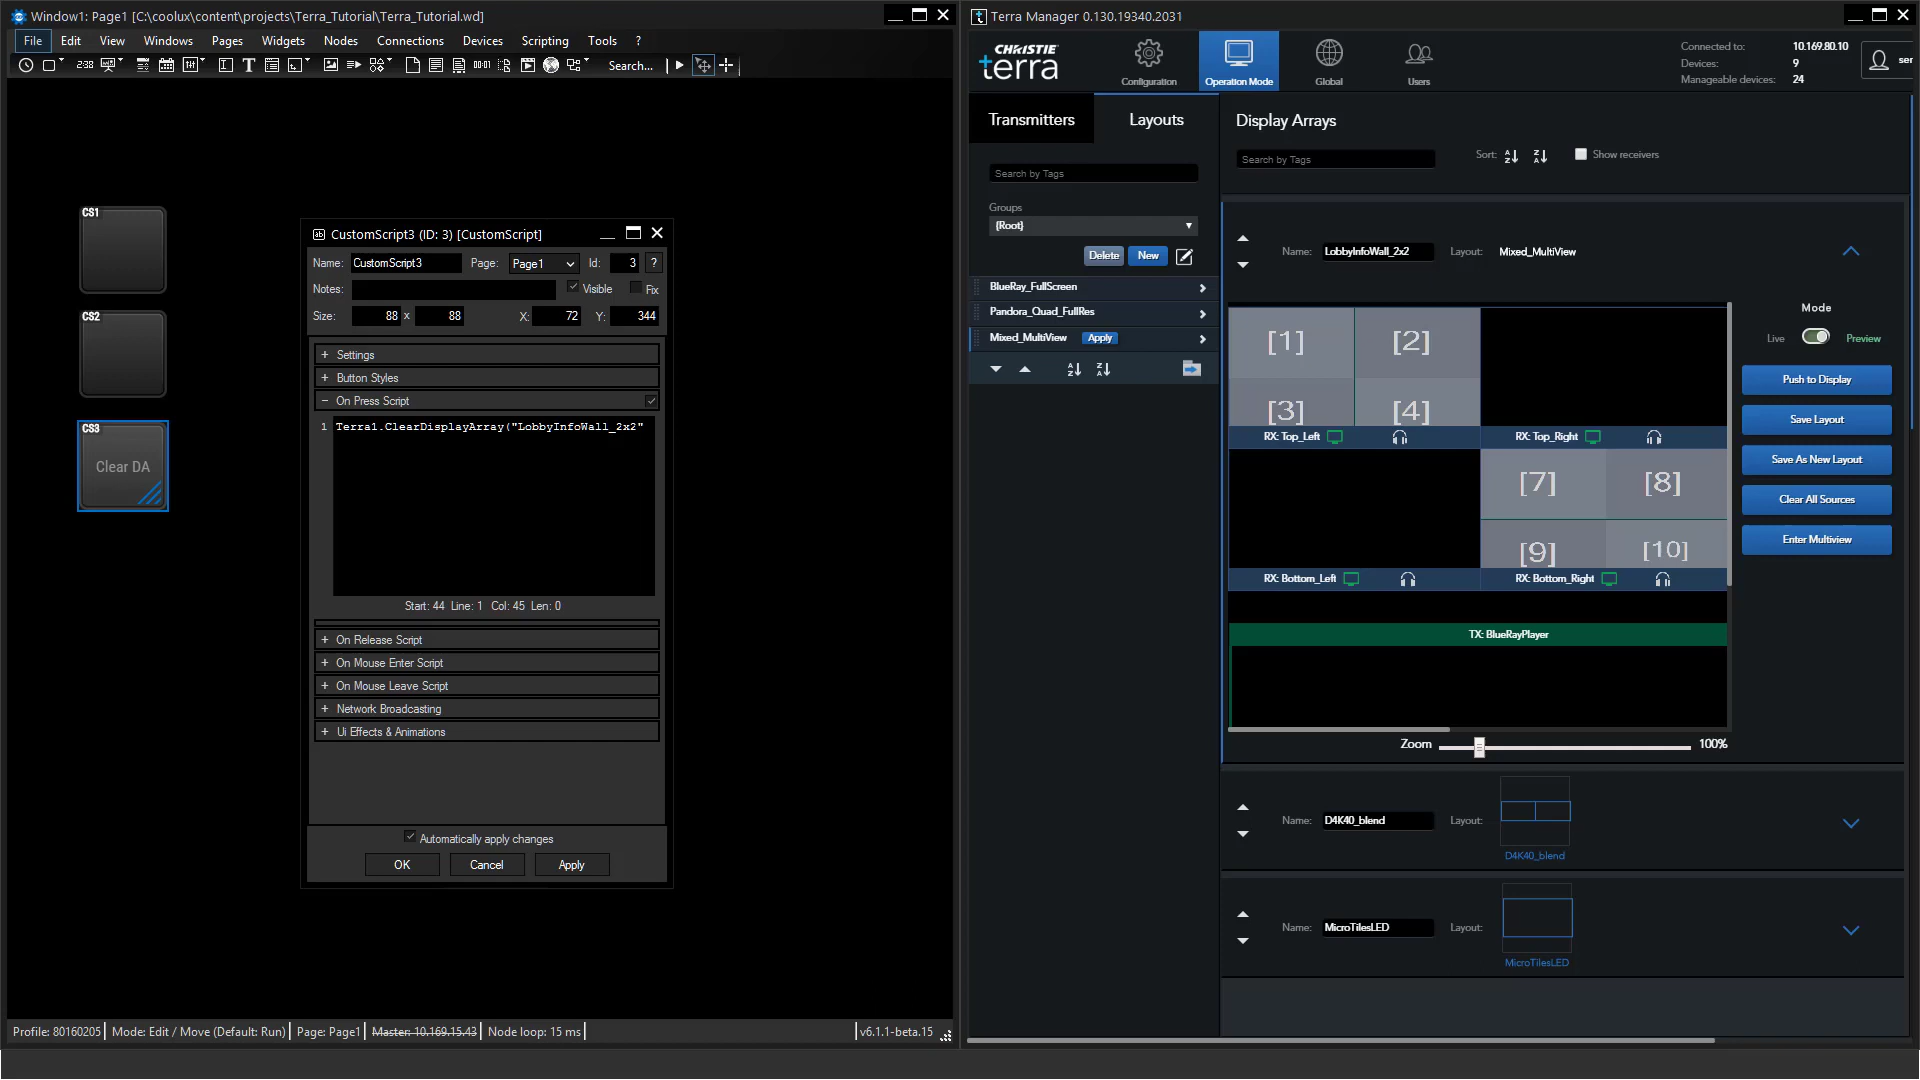 Window1: Page1 [C:\coolux\content\projects\Terra_Tutorial\Terra_Tutorial.wd]
File Edit View Windows Pages Widgets Nodes Connections Devices Scripting Tools ?
Search...
CS1
CS2
CS3
Clear DA
CustomScript3 (ID: 3) [CustomScript]
Name: CustomScript3 Page: Page1 Id: 3 ?
Notes: Visible Fix
Size: 88 x 88 X: 72 Y: 344
+ Settings
+ Button Styles
− On Press Script
1 Terra1.ClearDisplayArray("LobbyInfoWall_2x2"
Start: 44 Line: 1 Col: 45 Len: 0
+ On Release Script
+ On Mouse Enter Script
+ On Mouse Leave Script
+ Network Broadcasting
+ Ui Effects & Animations
Automatically apply changes
OK Cancel Apply
Profile: 80160205 Mode: Edit / Move (Default: Run) Page: Page1 Master: 10.169.15.43 Node loop: 15 ms v6.1.1-beta.15
Terra Manager 0.130.19340.2031
CHRISTIE
terra
Configuration
Operation Mode
Global
Users
Connected to: 10.169.80.10
Devices: 9
Manageable devices: 24
ser
Transmitters Layouts
Search by Tags
Groups
{Root}
Delete New
BlueRay_FullScreen
Pandora_Quad_FullRes
Mixed_MultiView Apply
Display Arrays
Search by Tags
Sort: Show receivers
Name: LobbyInfoWall_2x2 Layout: Mixed_MultiView
[1] [2]
[3] [4]
RX: Top_Left RX: Top_Right
[7] [8]
[9] [10]
RX: Bottom_Left RX: Bottom_Right
TX: BlueRayPlayer
Zoom 100%
Mode
Live Preview
Push to Display
Save Layout
Save As New Layout
Clear All Sources
Enter Multiview
Name: D4K40_blend Layout:
D4K40_blend
Name: MicroTilesLED Layout:
MicroTilesLED